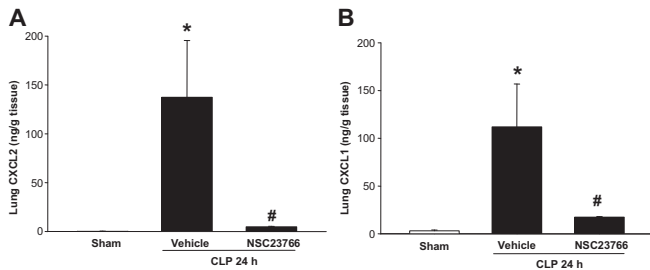 A
Lung CXCL2 (ng/g tissue)
200
150
100
50
0
*
#
Sham
Vehicle
NSC23766
CLP 24 h
B
Lung CXCL1 (ng/g tissue)
200
150
100
50
0
*
#
Sham
Vehicle
NSC23766
CLP 24 h